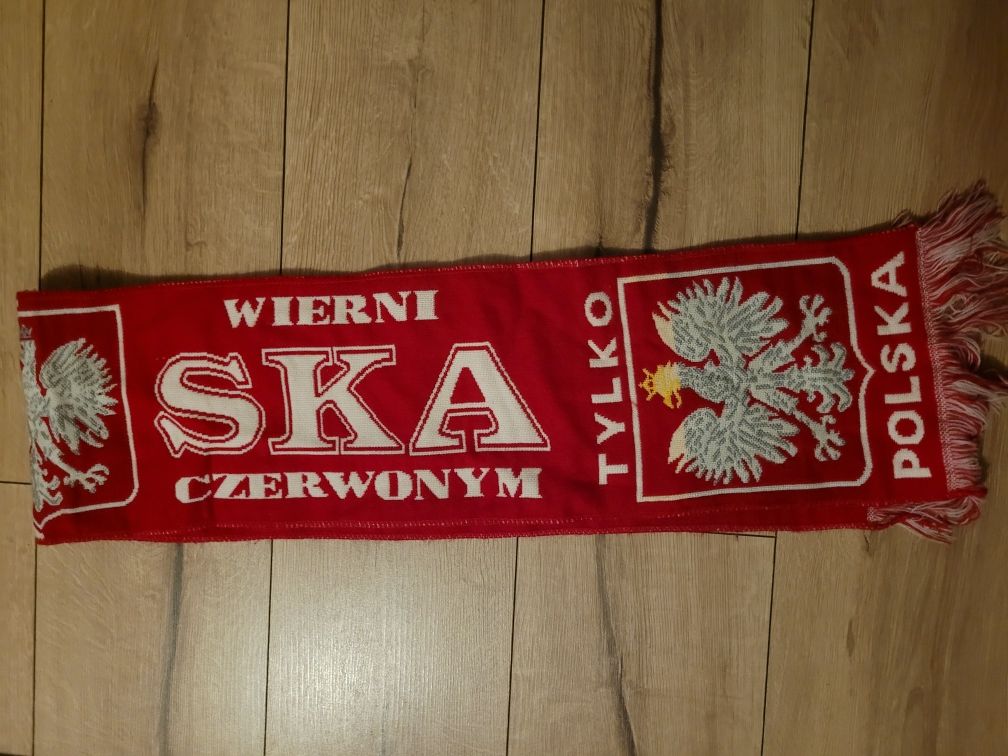 WIERNI
SKA
CZERWONYM
TYLKO
POLSKA